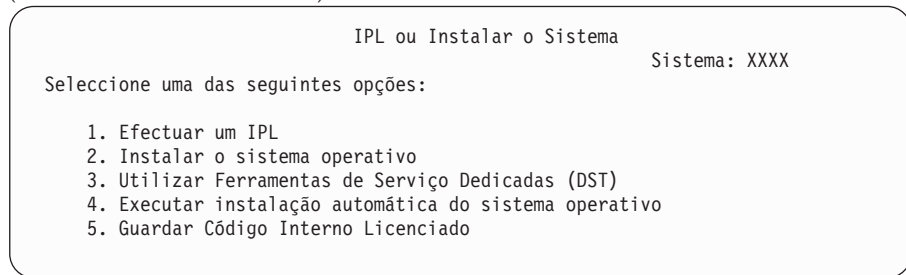 IPL ou Instalar o Sistema
Sistema: XXXX
Seleccione uma das seguintes opções:
1. Efectuar um IPL
2. Instalar o sistema operativo
3. Utilizar Ferramentas de Serviço Dedicadas (DST)
4. Executar instalação automática do sistema operativo
5. Guardar Código Interno Licenciado